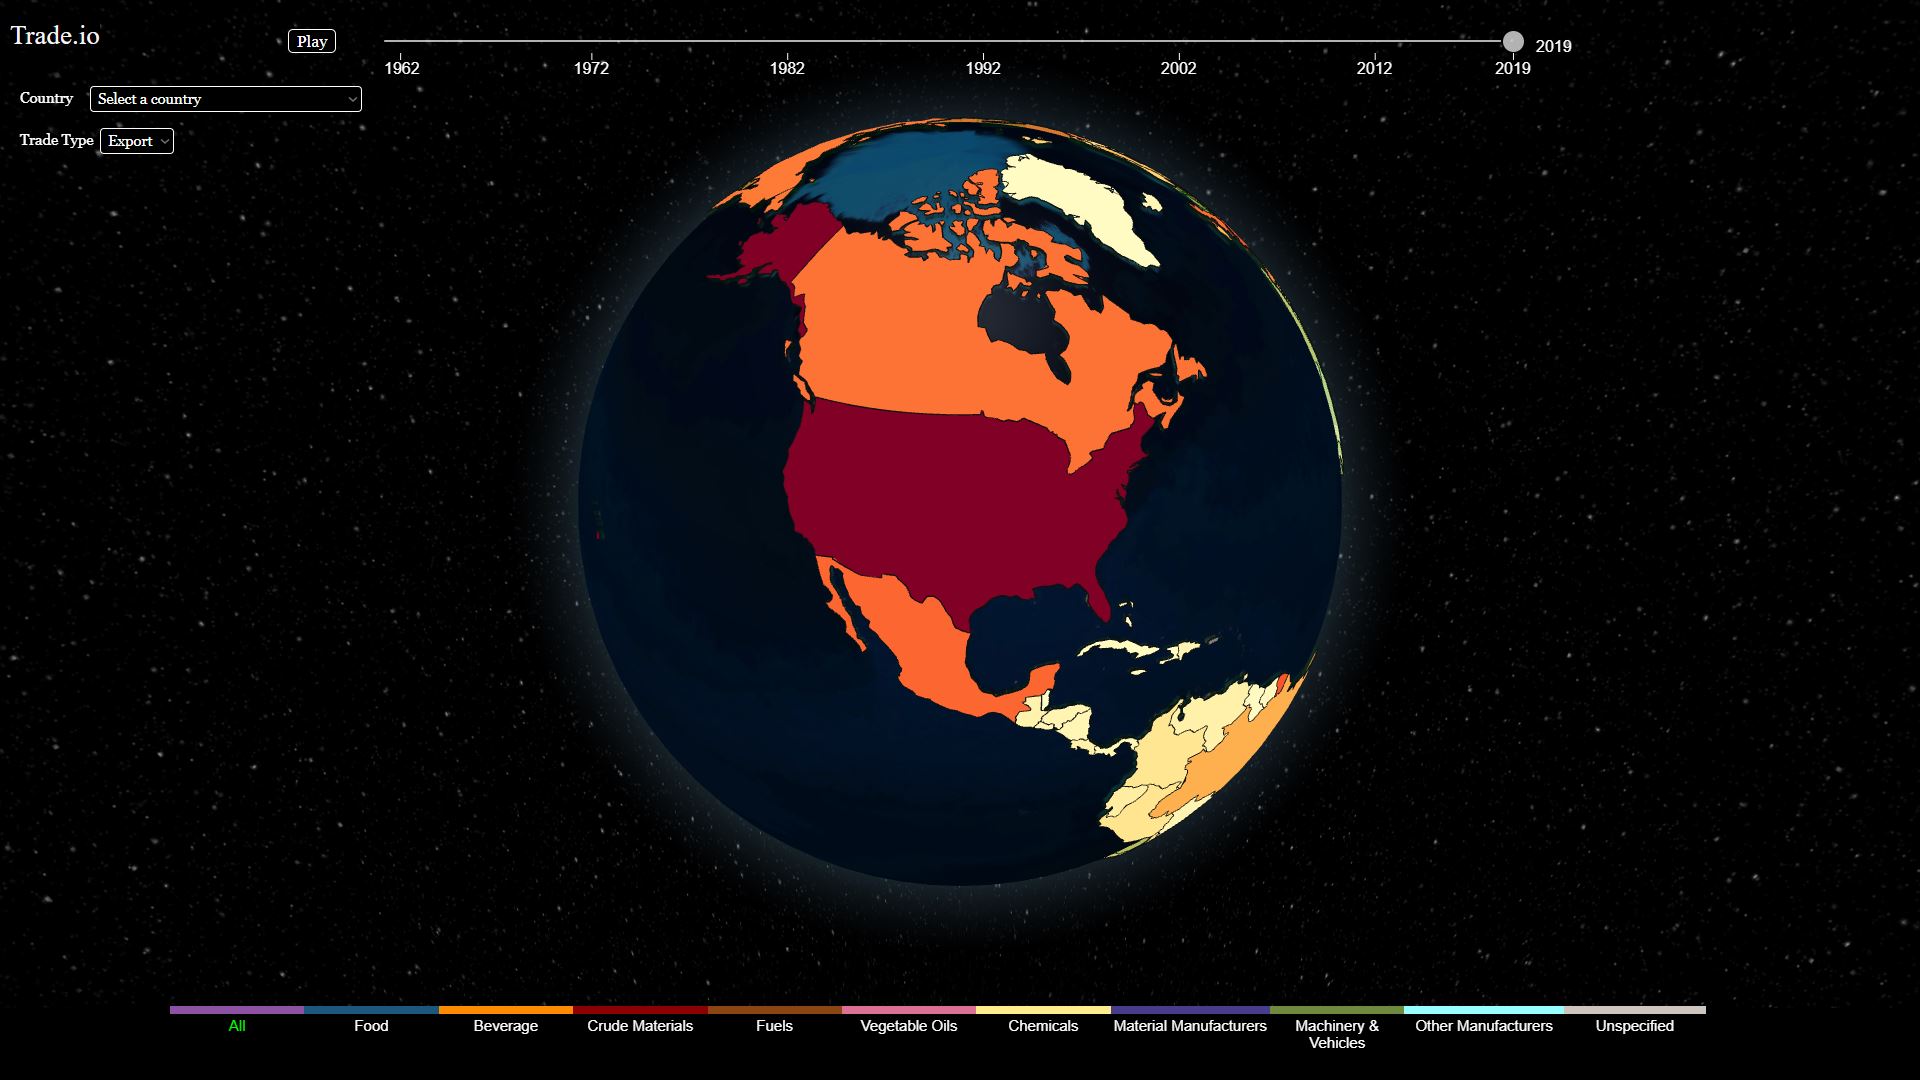 Trade.io
Play
2019
1962
1972
1982
1992
2002
2012
2019
Country
Select a country
Trade Type
Export
All
Food
Beverage
Crude Materials
Fuels
Vegetable Oils
Chemicals
Material Manufacturers
Machinery &
Vehicles
Other Manufacturers
Unspecified